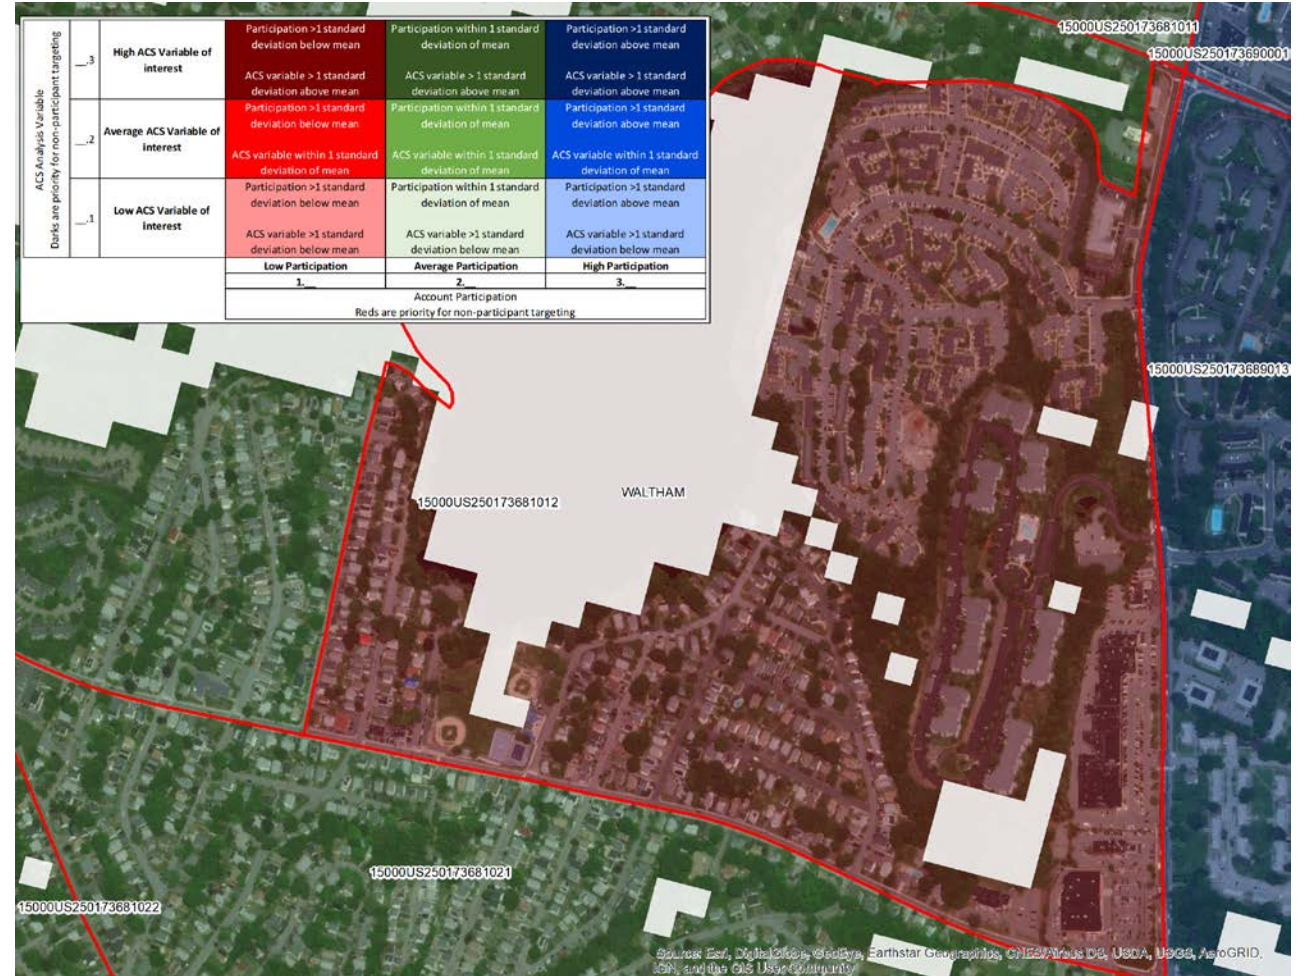 ACS Analysis Variable
Darks are priority for non-participant targeting
__.3
High ACS Variable of
interest
Participation >1 standard
deviation below mean
ACS variable > 1 standard
deviation above mean
Participation within 1 standard
deviation of mean
ACS variable > 1 standard
deviation above mean
Participation >1 standard
deviation above mean
ACS variable > 1 standard
deviation above mean
__.2
Average ACS Variable of
interest
Participation >1 standard
deviation below mean
ACS variable within 1 standard
deviation of mean
Participation within 1 standard
deviation of mean
ACS variable within 1 standard
deviation of mean
Participation >1 standard
deviation above mean
ACS variable within 1 standard
deviation of mean
__.1
Low ACS Variable of
interest
Participation >1 standard
deviation below mean
ACS variable >1 standard
deviation below mean
Participation within 1 standard
deviation of mean
ACS variable >1 standard
deviation below mean
Participation >1 standard
deviation above mean
ACS variable >1 standard
deviation below mean
Low Participation
Average Participation
High Participation
1.__
2.__
3.__
Account Participation
Reds are priority for non-participant targeting
15000US250173681011
15000US250173690001
15000US250173689013
15000US250173681012
WALTHAM
15000US250173681021
15000US250173681022
Source: Esri, DigitalGlobe, GeoEye, Earthstar Geographics, CNES/Airbus DS, USDA, USGS, AeroGRID,
IGN, and the GIS User Community